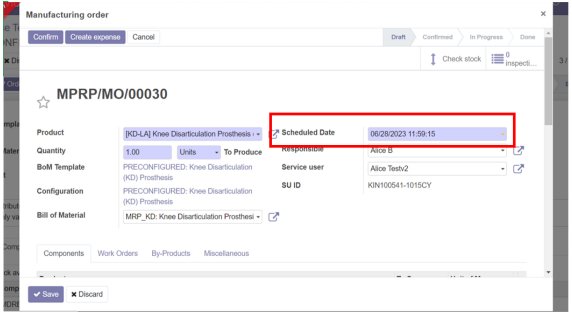 Manufacturing order ×
Confirm Create expense Cancel Draft Confirmed In Progress Done
Check stock 0 inspecti...
MPRP/MO/00030
Product [KD-LA] Knee Disarticulation Prosthesis Scheduled Date 06/28/2023 11:59:15
Quantity 1.00 Units To Produce Responsible Alice B
BoM Template PRECONFIGURED: Knee Disarticulation Service user Alice Testv2
(KD) Prosthesis
Configuration PRECONFIGURED: Knee Disarticulation SU ID KIN100541-1015CY
(KD) Prosthesis
Bill of Material MRP_KD: Knee Disarticulation Prosthesi
Components Work Orders By-Products Miscellaneous
Save Discard